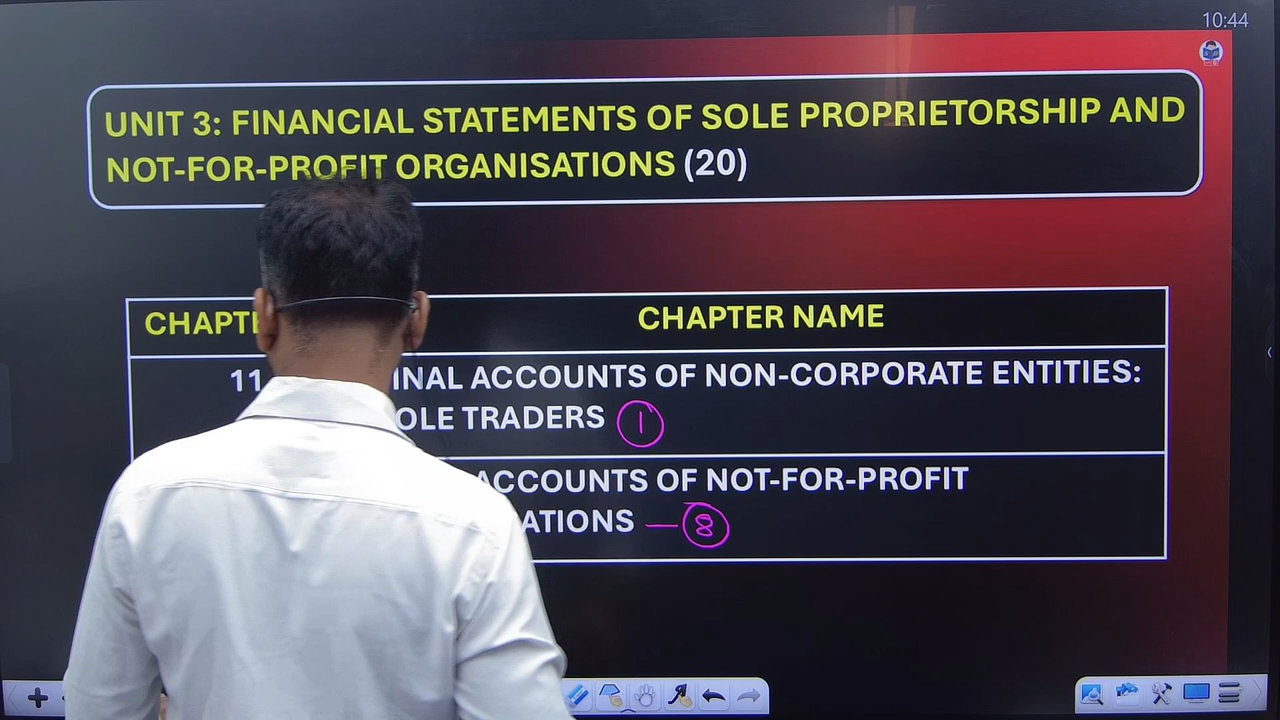 10:44
UNIT 3: FINANCIAL STATEMENTS OF SOLE PROPRIETORSHIP AND
NOT-FOR-PROFIT ORGANISATIONS (20)
CHAPTE
CHAPTER NAME
11
INAL ACCOUNTS OF NON-CORPORATE ENTITIES:
OLE TRADERS 1
ACCOUNTS OF NOT-FOR-PROFIT
ATIONS — 8